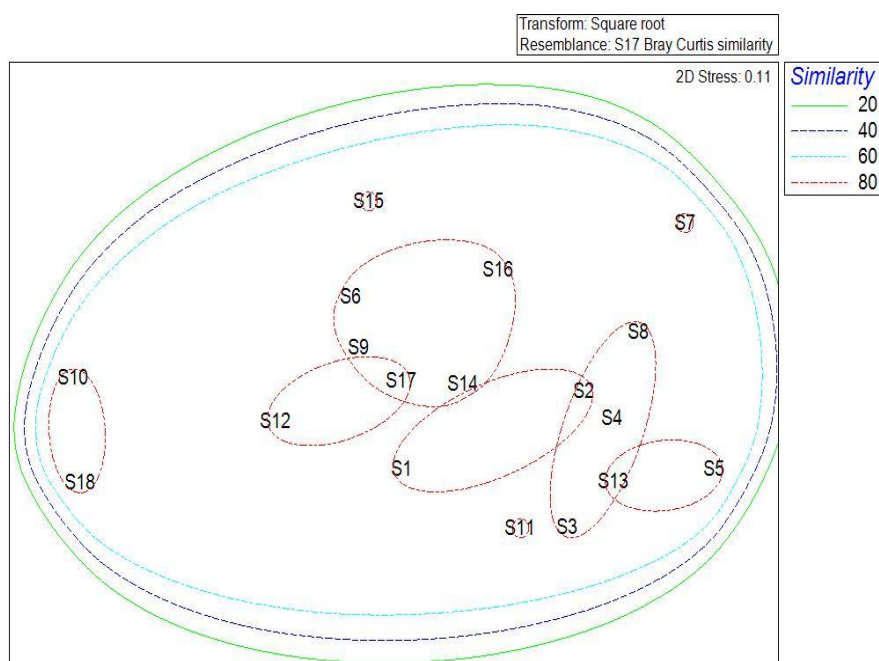 Transform: Square root
Resemblance: S17 Bray Curtis similarity
2D Stress: 0.11
Similarity
20
40
60
80
S15
S7
S16
S6
S8
S9
S10
S17
S14
S2
S12
S4
S1
S5
S18
S13
S11
S3